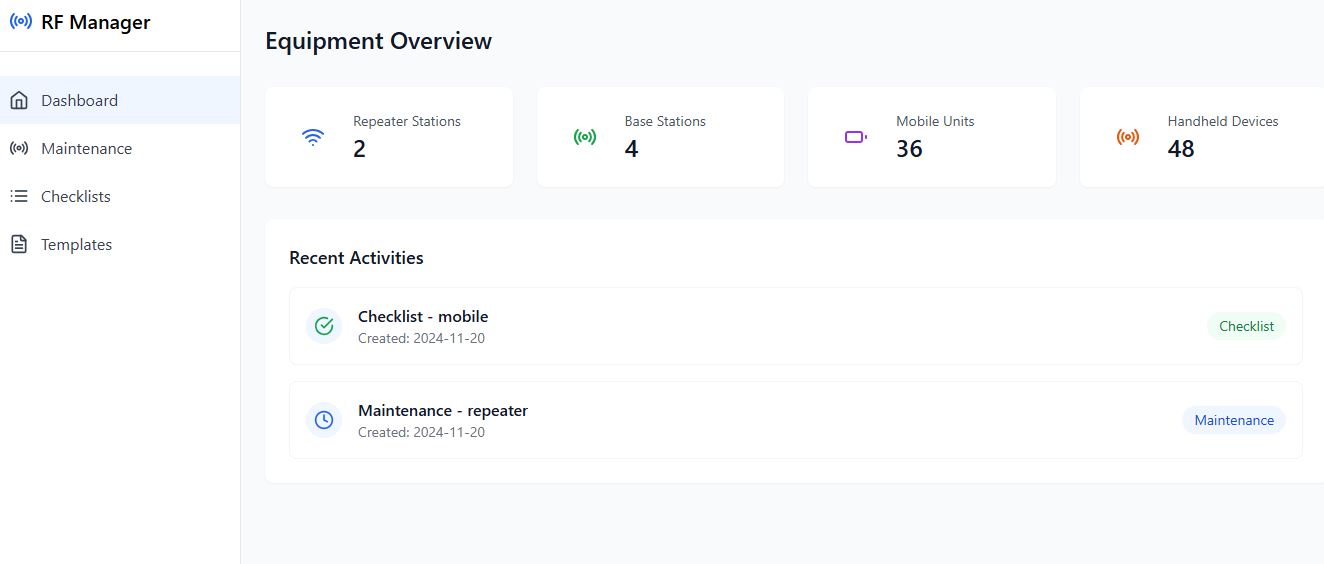 RF Manager
Dashboard
Maintenance
Checklists
Templates
Equipment Overview
Repeater Stations
2
Base Stations
4
Mobile Units
36
Handheld Devices
48
Recent Activities
Checklist - mobile
Created: 2024-11-20
Checklist
Maintenance - repeater
Created: 2024-11-20
Maintenance